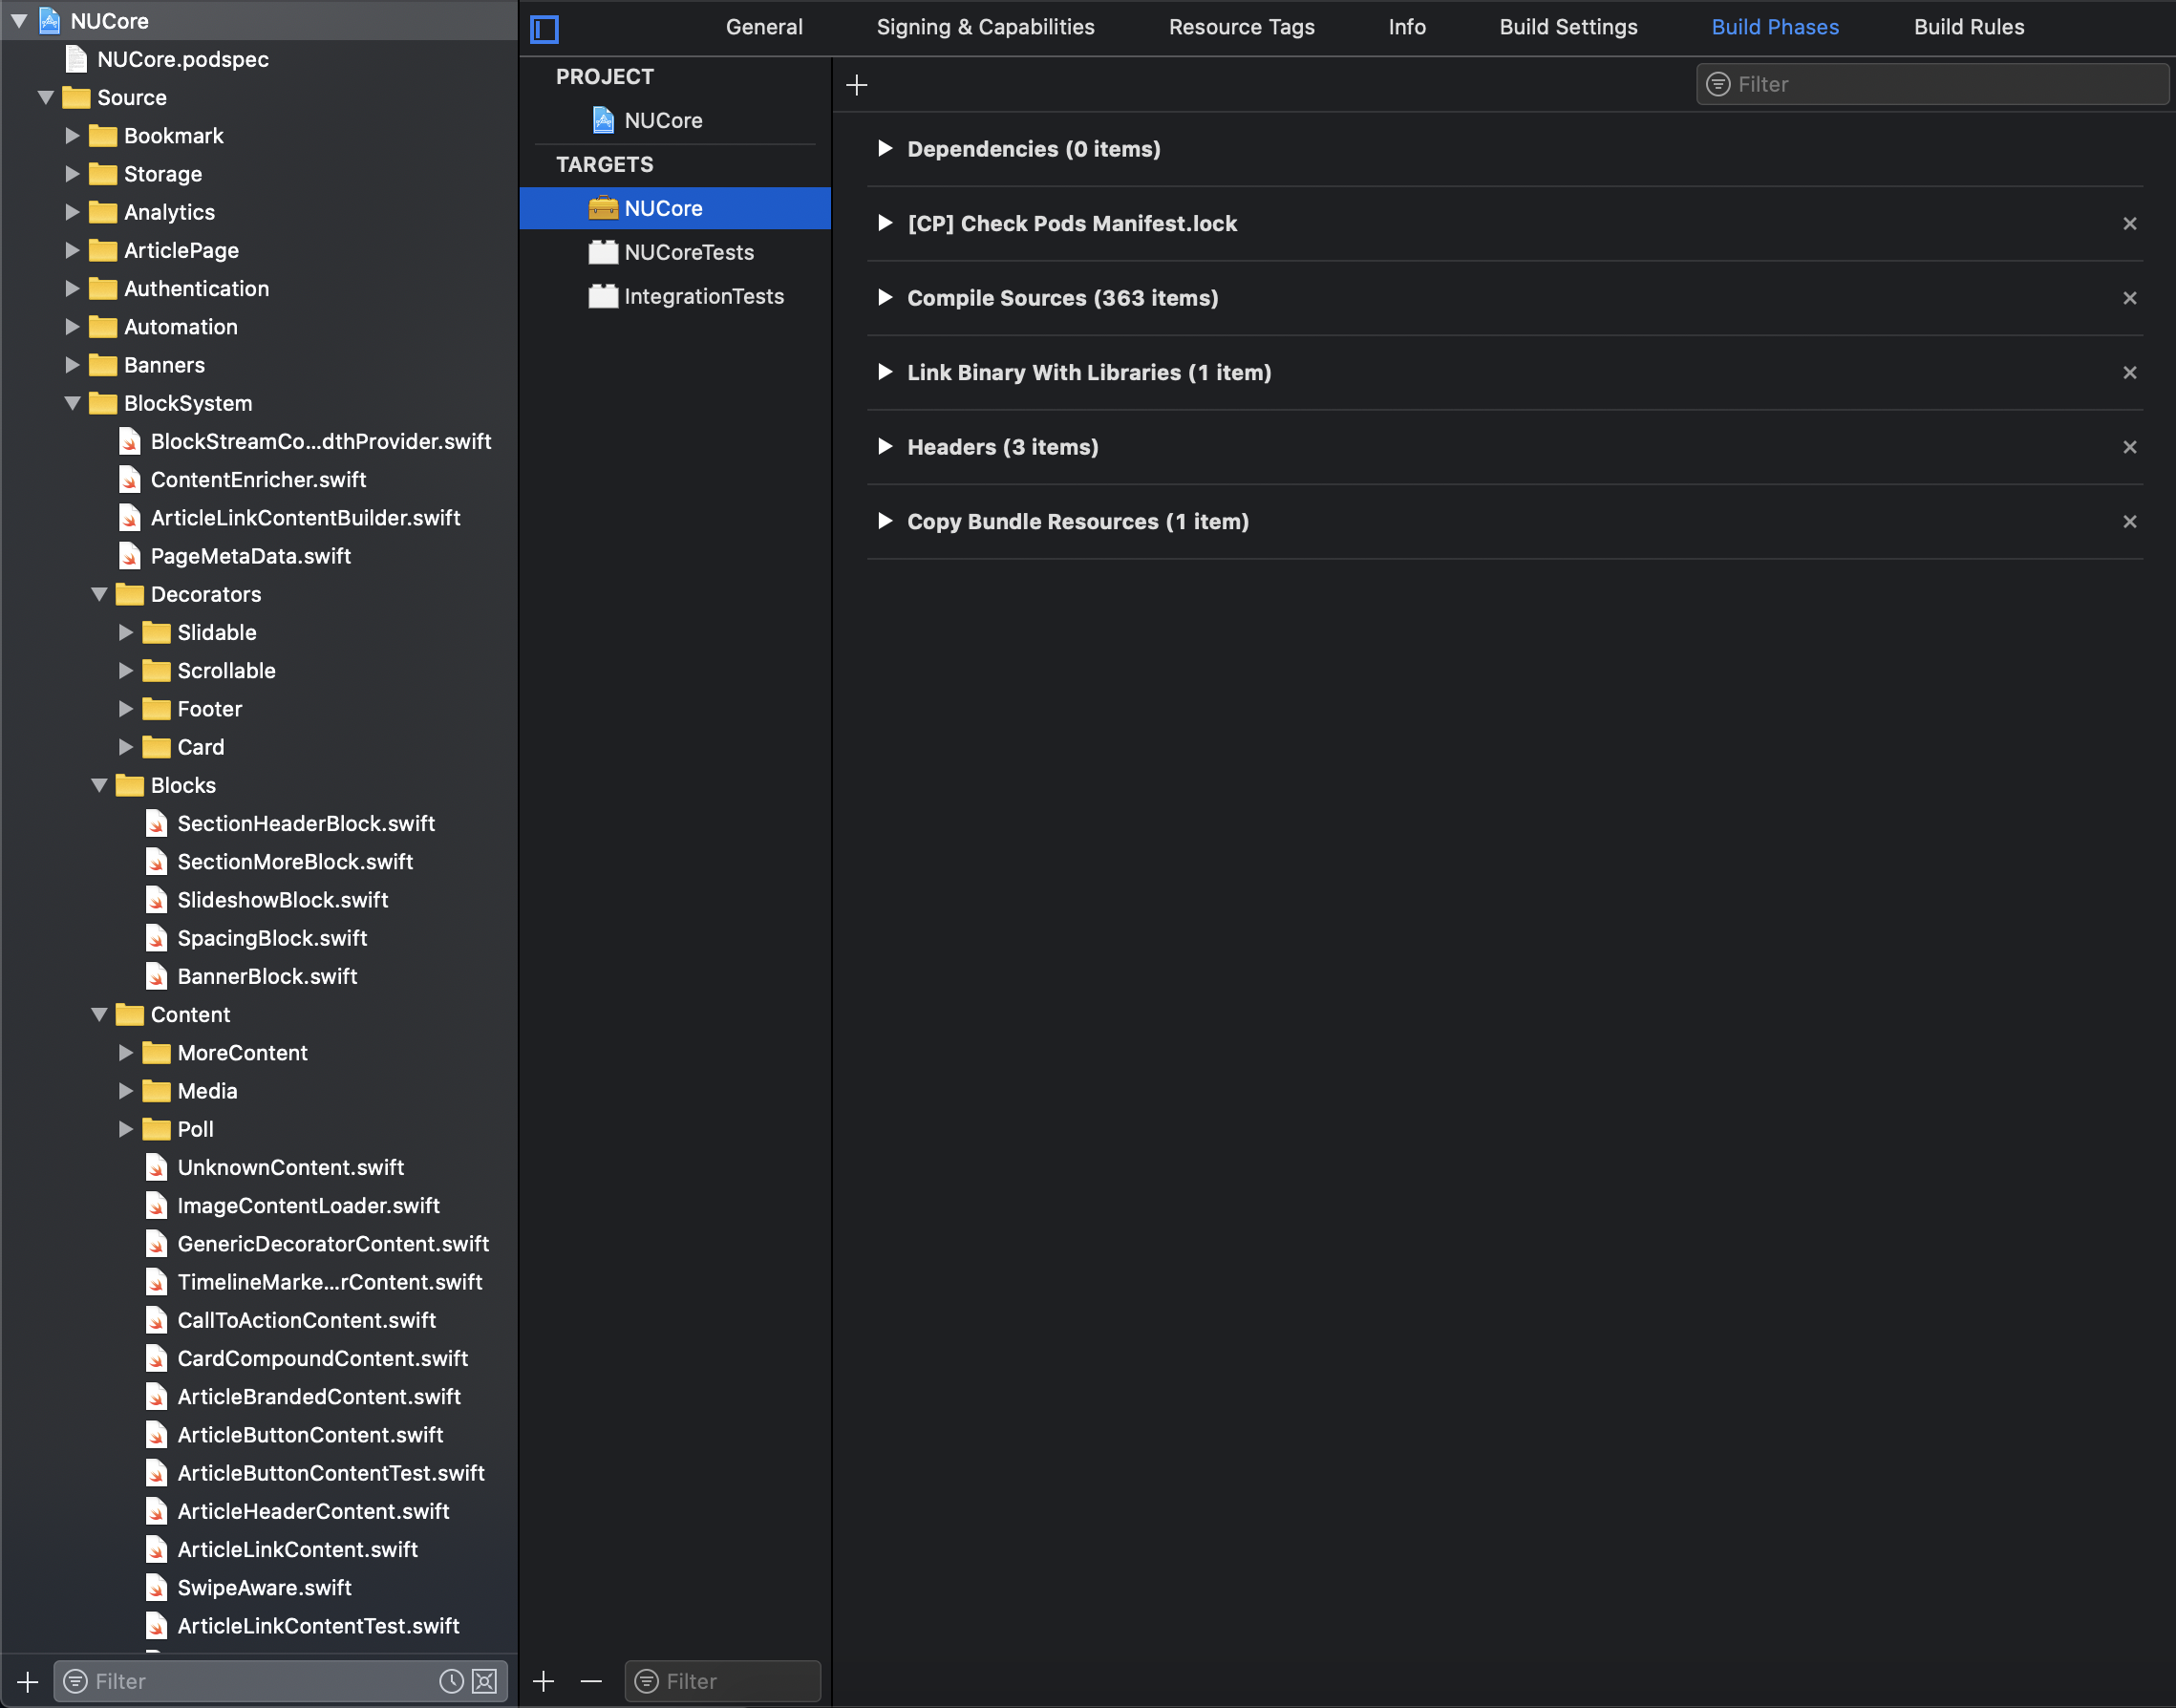 NUCore
NUCore.podspec
Source
Bookmark
Storage
Analytics
ArticlePage
Authentication
Automation
Banners
BlockSystem
BlockStreamCo...dthProvider.swift
ContentEnricher.swift
ArticleLinkContentBuilder.swift
PageMetaData.swift
Decorators
Slidable
Scrollable
Footer
Card
Blocks
SectionHeaderBlock.swift
SectionMoreBlock.swift
SlideshowBlock.swift
SpacingBlock.swift
BannerBlock.swift
Content
MoreContent
Media
Poll
UnknownContent.swift
ImageContentLoader.swift
GenericDecoratorContent.swift
TimelineMarke...rContent.swift
CallToActionContent.swift
CardCompoundContent.swift
ArticleBrandedContent.swift
ArticleButtonContent.swift
ArticleButtonContentTest.swift
ArticleHeaderContent.swift
ArticleLinkContent.swift
SwipeAware.swift
ArticleLinkContentTest.swift
Filter
General Signing & Capabilities Resource Tags Info Build Settings Build Phases Build Rules
PROJECT
NUCore
TARGETS
NUCore
NUCoreTests
IntegrationTests
Filter
Filter
Dependencies (0 items)
[CP] Check Pods Manifest.lock
Compile Sources (363 items)
Link Binary With Libraries (1 item)
Headers (3 items)
Copy Bundle Resources (1 item)